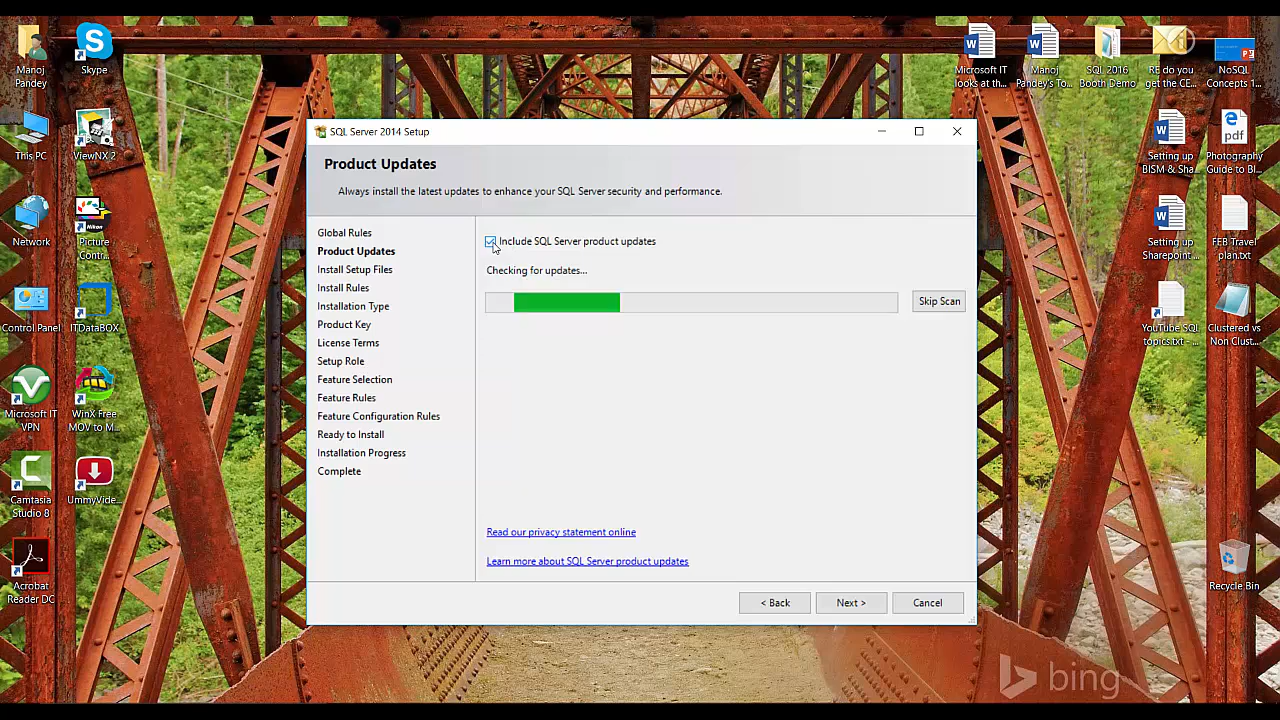 Manoj
Pandey
Skype
This PC
ViewNX 2
Network
Picture
Contr...
Control Panel
ITDataBOX
Microsoft IT
VPN
WinX Free
MOV to M...
Camtasia
Studio 8
UmmyVide...
Acrobat
Reader DC
SQL Server 2014 Setup
Product Updates
Always install the latest updates to enhance your SQL Server security and performance.
Global Rules
Product Updates
Install Setup Files
Install Rules
Installation Type
Product Key
License Terms
Setup Role
Feature Selection
Feature Rules
Feature Configuration Rules
Ready to Install
Installation Progress
Complete
Include SQL Server product updates
Checking for updates...
Skip Scan
Read our privacy statement online
Learn more about SQL Server product updates
< Back
Next >
Cancel
Microsoft IT
looks at th...
Manoj
Pandey's To...
SQL 2016
Booth Demo
RE do you
get the CE...
NoSQL
Concepts 1...
Setting up
BISM & Sha...
Photography
Guide to BI...
Setting up
Sharepoint ...
FEB Travel
plan.txt
YouTube SQL
topics.txt - ...
Clustered vs
Non Clust...
Recycle Bin
bing